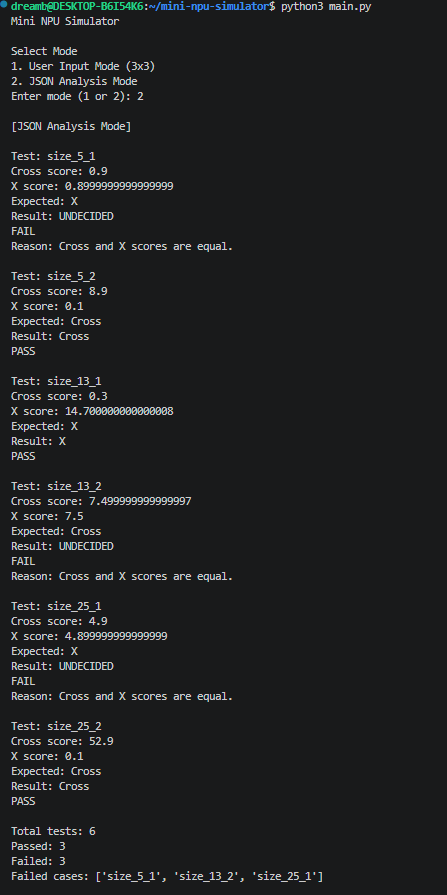 dreamb@DESKTOP-B6I54K6:~/mini-npu-simulator$ python3 main.py
Mini NPU Simulator
Select Mode
1. User Input Mode (3x3)
2. JSON Analysis Mode
Enter mode (1 or 2): 2
[JSON Analysis Mode]
Test: size_5_1
Cross score: 0.9
X score: 0.8999999999999999
Expected: X
Result: UNDECIDED
FAIL
Reason: Cross and X scores are equal.
Test: size_5_2
Cross score: 8.9
X score: 0.1
Expected: Cross
Result: Cross
PASS
Test: size_13_1
Cross score: 0.3
X score: 14.700000000000008
Expected: X
Result: X
PASS
Test: size_13_2
Cross score: 7.499999999999997
X score: 7.5
Expected: Cross
Result: UNDECIDED
FAIL
Reason: Cross and X scores are equal.
Test: size_25_1
Cross score: 4.9
X score: 4.899999999999999
Expected: X
Result: UNDECIDED
FAIL
Reason: Cross and X scores are equal.
Test: size_25_2
Cross score: 52.9
X score: 0.1
Expected: Cross
Result: Cross
PASS
Total tests: 6
Passed: 3
Failed: 3
Failed cases: ['size_5_1', 'size_13_2', 'size_25_1']